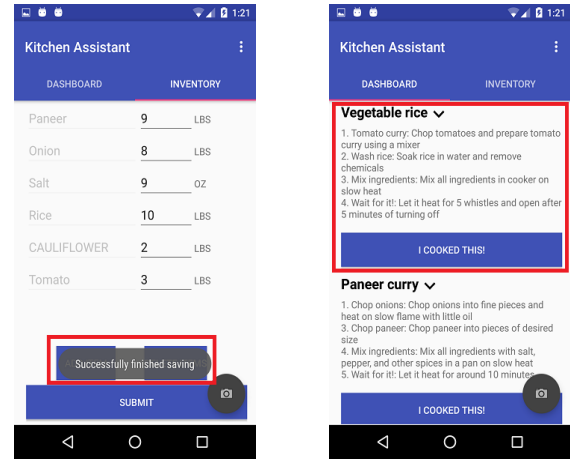 1:21
Kitchen Assistant
DASHBOARD
INVENTORY
Paneer 9 LBS
Onion 8 LBS
Salt 9 OZ
Rice 10 LBS
CAULIFLOWER 2 LBS
Tomato 3 LBS
Successfully finished saving
SUBMIT
1:21
Kitchen Assistant
DASHBOARD
INVENTORY
Vegetable rice
1. Tomato curry: Chop tomatoes and prepare tomato
curry using a mixer
2. Wash rice: Soak rice in water and remove
chemicals
3. Mix ingredients: Mix all ingredients in cooker on
slow heat
4. Wait for it!: Let it heat for 5 whistles and open after
5 minutes of turning off
I COOKED THIS!
Paneer curry
1. Chop onions: Chop onions into fine pieces and
heat on slow flame with little oil
3. Chop paneer: Chop paneer into pieces of desired
size
4. Mix ingredients: Mix all ingredients with salt,
pepper, and other spices in a pan on slow heat
5. Wait for it!: Let it heat for around 10 minutes
I COOKED THIS!